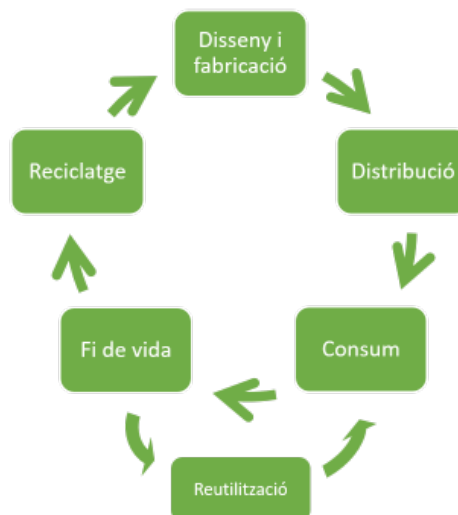 Disseny i
fabricació
Distribució
Consum
Reutilització
Fi de vida
Reciclatge